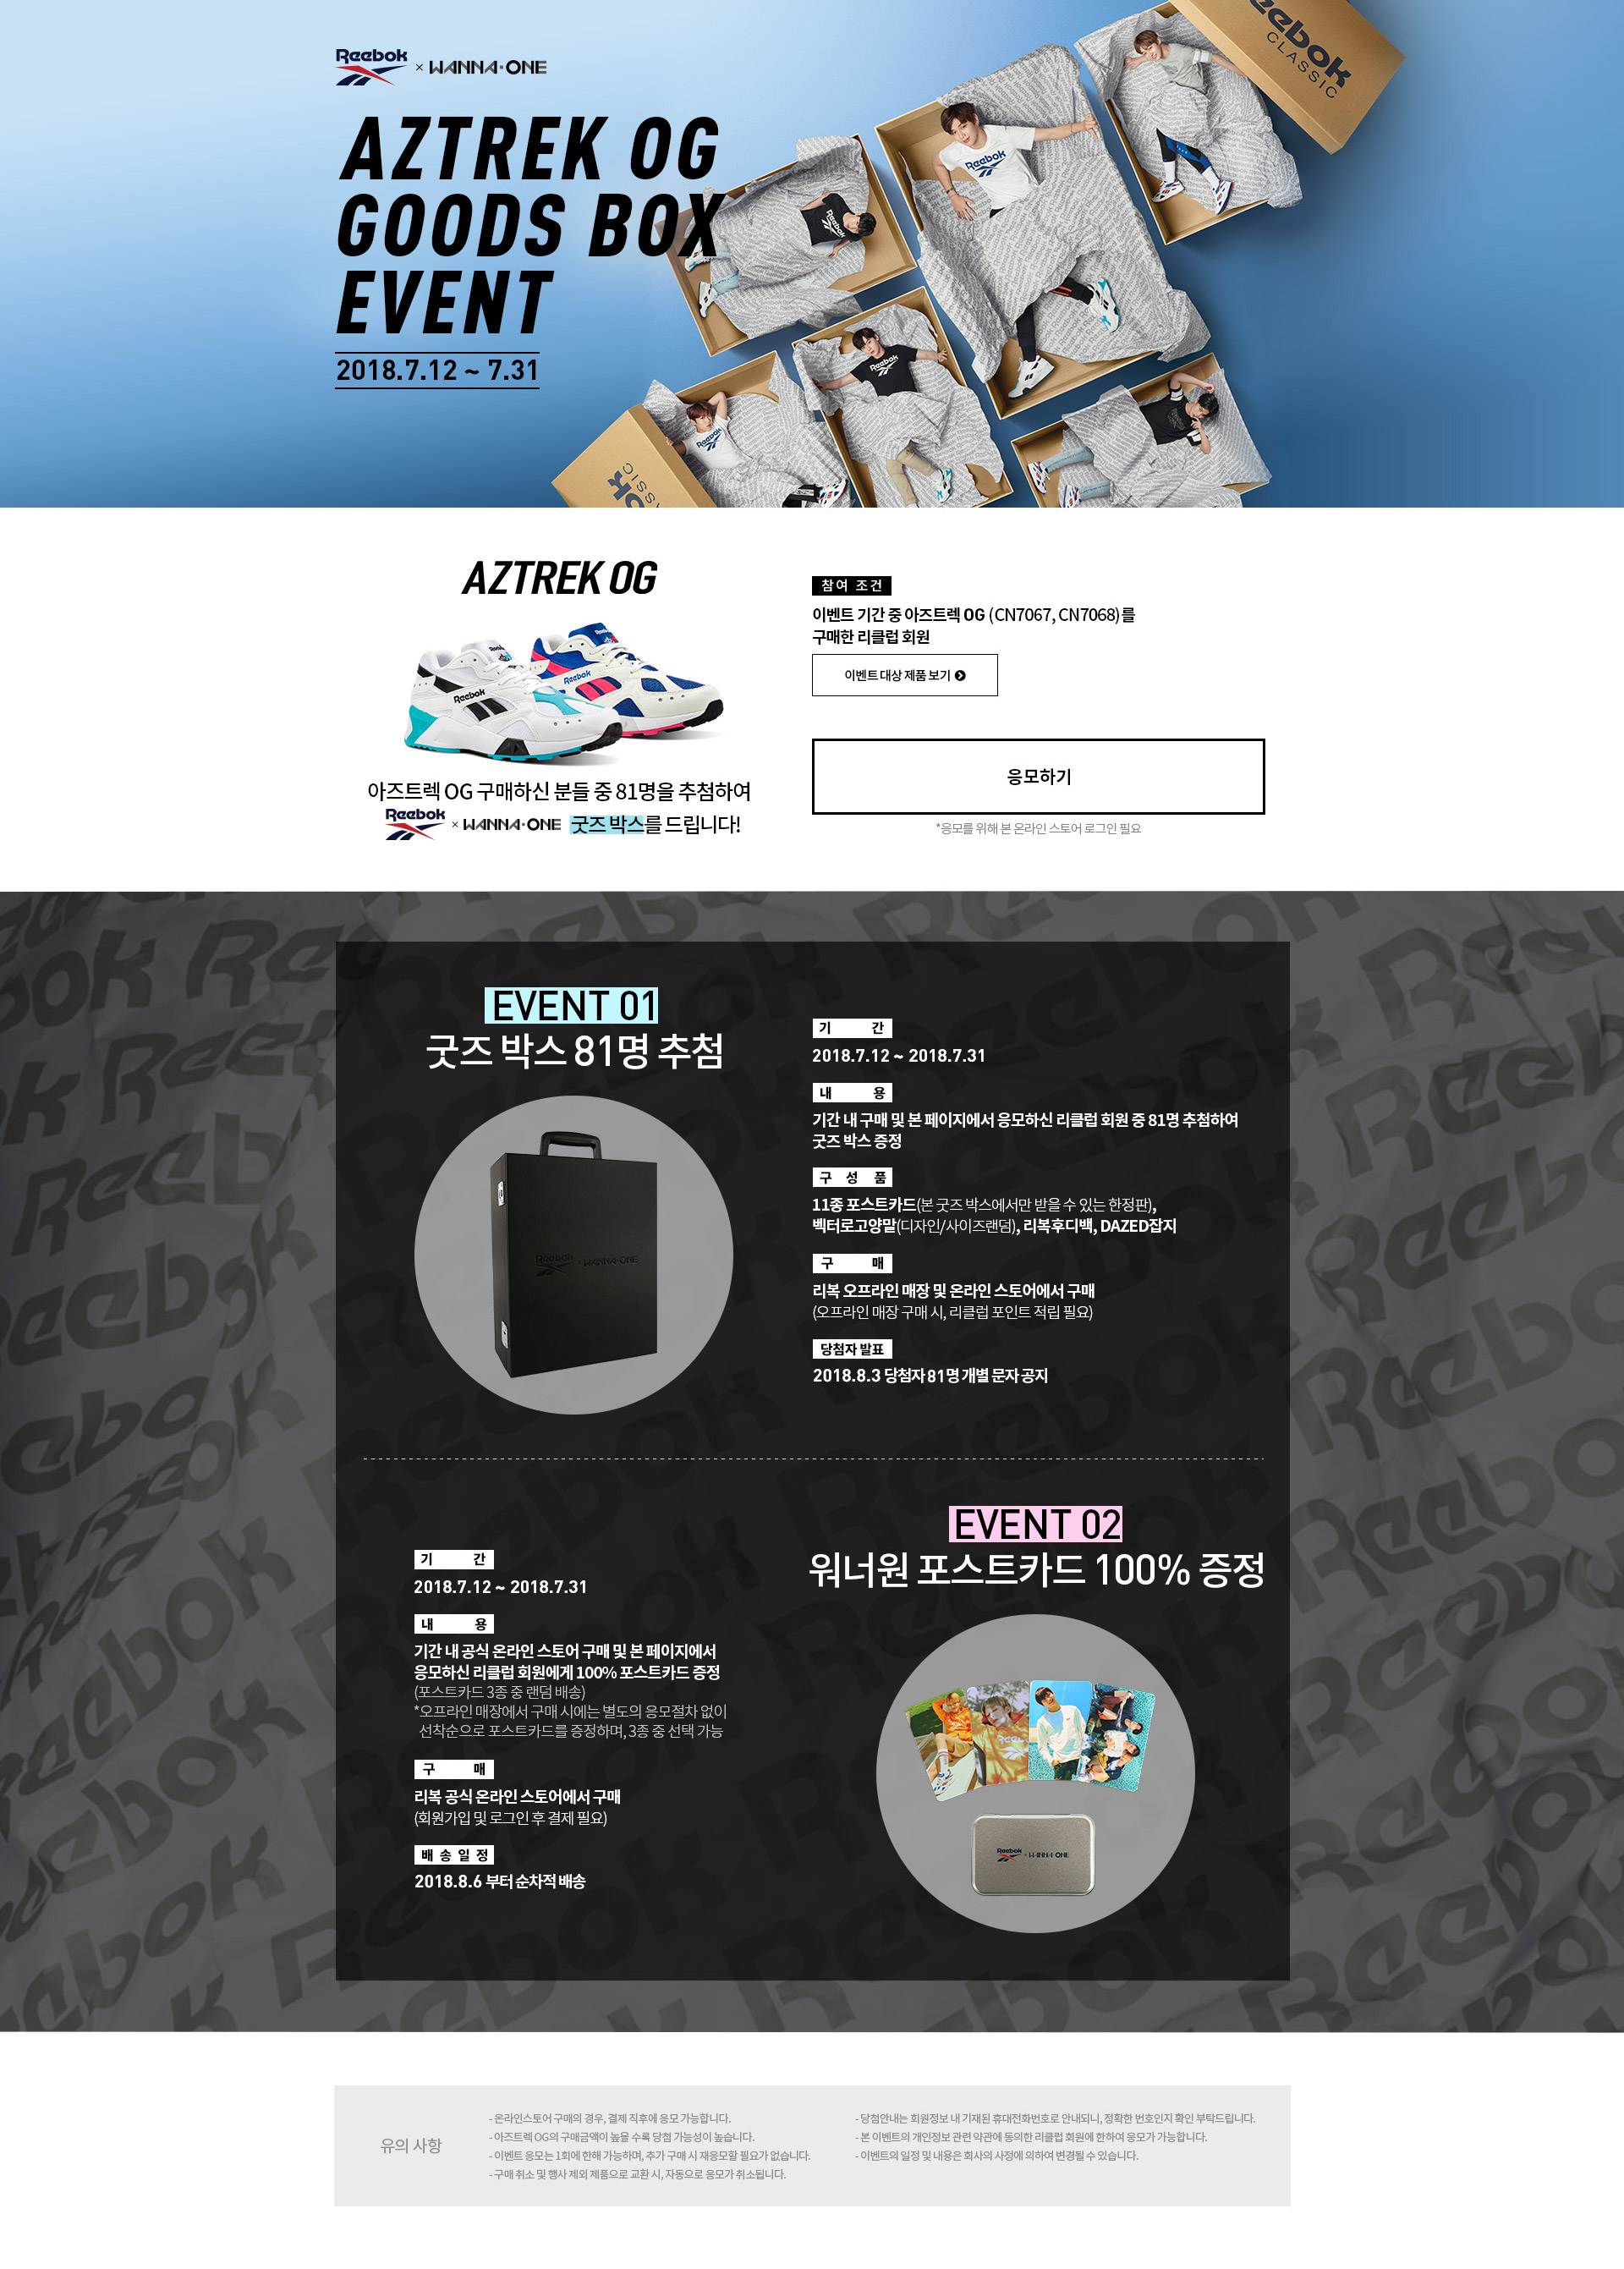 Reebok × WANNA·ONE
AZTREK OG
GOODS BOX
EVENT
2018.7.12 ~ 7.31
Reebok
CLASSIC
Reebok
Reebok
Reebok
Reebok
AZTREK OG
Reebok
Reebok
아즈트렉 OG 구매하신 분들 중 81명을 추첨하여
Reebok × WANNA·ONE 굿즈 박스를 드립니다!
참여 조건
이벤트 기간 중 아즈트렉 OG (CN7067, CN7068)를
구매한 리클럽 회원
이벤트 대상 제품 보기
응모하기
*응모를 위해 본 온라인 스토어 로그인 필요
EVENT 01
굿즈 박스 81명 추첨
Reebok × WANNA·ONE
기 간
2018.7.12 ~ 2018.7.31
내 용
기간 내 구매 및 본 페이지에서 응모하신 리클럽 회원 중 81명 추첨하여
굿즈 박스 증정
구 성 품
11종 포스트카드(본 굿즈 박스에서만 받을 수 있는 한정판),
벡터로고양말(디자인/사이즈랜덤), 리복후디백, DAZED잡지
구 매
리복 오프라인 매장 및 온라인 스토어에서 구매
(오프라인 매장 구매 시, 리클럽 포인트 적립 필요)
당첨자 발표
2018.8.3 당첨자 81명 개별 문자 공지
EVENT 02
워너원 포스트카드 100% 증정
기 간
2018.7.12 ~ 2018.7.31
내 용
기간 내 공식 온라인 스토어 구매 및 본 페이지에서
응모하신 리클럽 회원에게 100% 포스트카드 증정
(포스트카드 3종 중 랜덤 배송)
*오프라인 매장에서 구매 시에는 별도의 응모절차 없이
선착순으로 포스트카드를 증정하며, 3종 중 선택 가능
구 매
리복 공식 온라인 스토어에서 구매
(회원가입 및 로그인 후 결제 필요)
배 송 일 정
2018.8.6 부터 순차적 배송
Reebok × WANNA·ONE
유의 사항
- 온라인스토어 구매의 경우, 결제 직후에 응모 가능합니다.
- 아즈트렉 OG의 구매금액이 높을 수록 당첨 가능성이 높습니다.
- 이벤트 응모는 1회에 한해 가능하며, 추가 구매 시 재응모할 필요가 없습니다.
- 구매 취소 및 행사 제외 제품으로 교환 시, 자동으로 응모가 취소됩니다.
- 당첨안내는 회원정보 내 기재된 휴대전화번호로 안내되니, 정확한 번호인지 확인 부탁드립니다.
- 본 이벤트의 개인정보 관련 약관에 동의한 리클럽 회원에 한하여 응모가 가능합니다.
- 이벤트의 일정 및 내용은 회사의 사정에 의하여 변경될 수 있습니다.